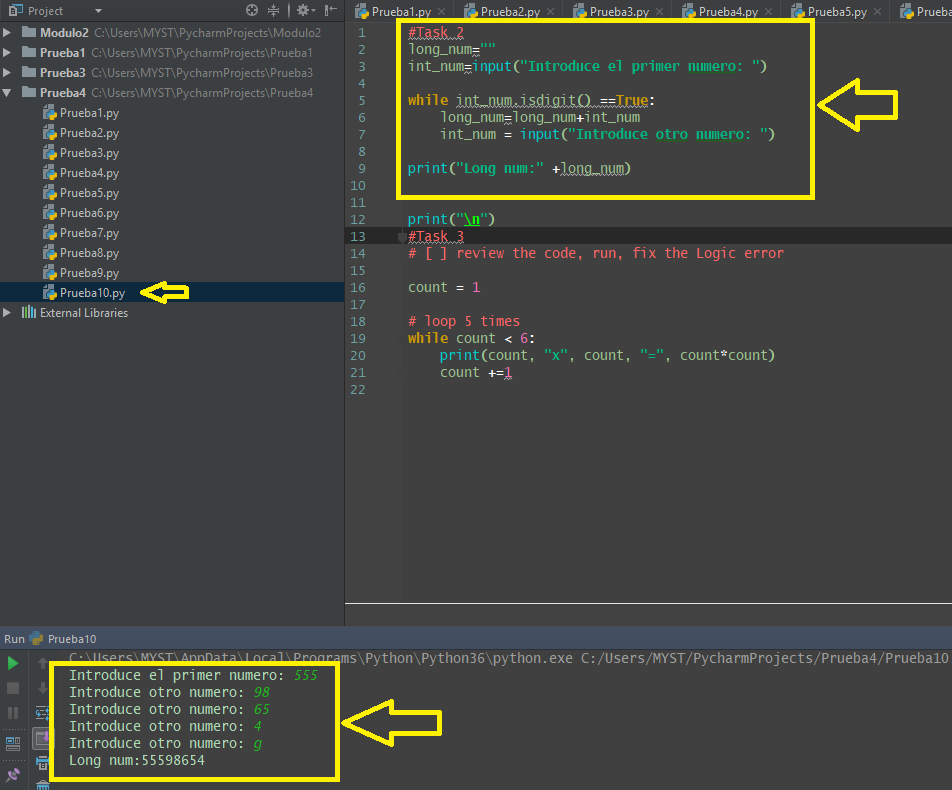 Project
Modulo2 C:\Users\MYST\PycharmProjects\Modulo2
Prueba1 C:\Users\MYST\PycharmProjects\Prueba1
Prueba3 C:\Users\MYST\PycharmProjects\Prueba3
Prueba4 C:\Users\MYST\PycharmProjects\Prueba4
Prueba1.py
Prueba2.py
Prueba3.py
Prueba4.py
Prueba5.py
Prueba6.py
Prueba7.py
Prueba8.py
Prueba9.py
Prueba10.py
External Libraries
Prueba1.py Prueba2.py Prueba3.py Prueba4.py Prueba5.py Prueba
1 #Task 2
2 long_num=""
3 int_num=input("Introduce el primer numero: ")
4
5 while int_num.isdigit() ==True:
6 long_num=long_num+int_num
7 int_num = input("Introduce otro numero: ")
8
9 print("Long num:" +long_num)
10
11
12 print("\n")
13 #Task 3
14 # [ ] review the code, run, fix the Logic error
15
16 count = 1
17
18 # loop 5 times
19 while count < 6:
20 print(count, "x", count, "=", count*count)
21 count +=1
22
Run Prueba10
C:\Users\MYST\AppData\Local\Programs\Python\Python36\python.exe C:/Users/MYST/PycharmProjects/Prueba4/Prueba10
Introduce el primer numero: 555
Introduce otro numero: 98
Introduce otro numero: 65
Introduce otro numero: 4
Introduce otro numero: g
Long num:55598654